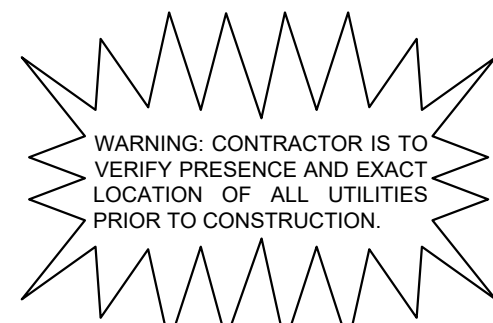 WARNING: CONTRACTOR IS TO
VERIFY PRESENCE AND EXACT
LOCATION OF ALL UTILITIES
PRIOR TO CONSTRUCTION.